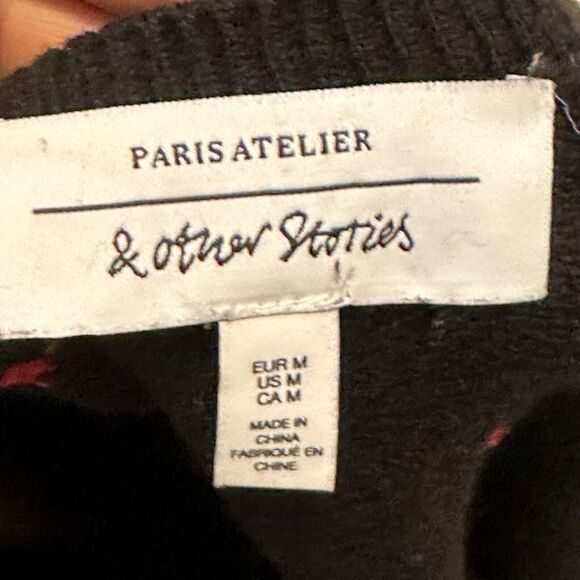 PARIS ATELIER
& other Stories
EUR M
US M
CA M
MADE IN
CHINA
FABRIQUÉ EN
CHINE